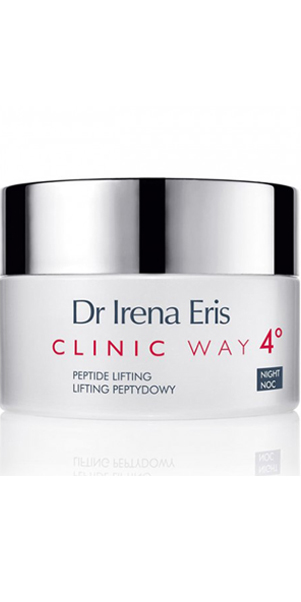 Dr Irena Eris
CLINIC WAY 4°
PEPTIDE LIFTING
LIFTING PEPTYDOWY
NIGHT
NOC